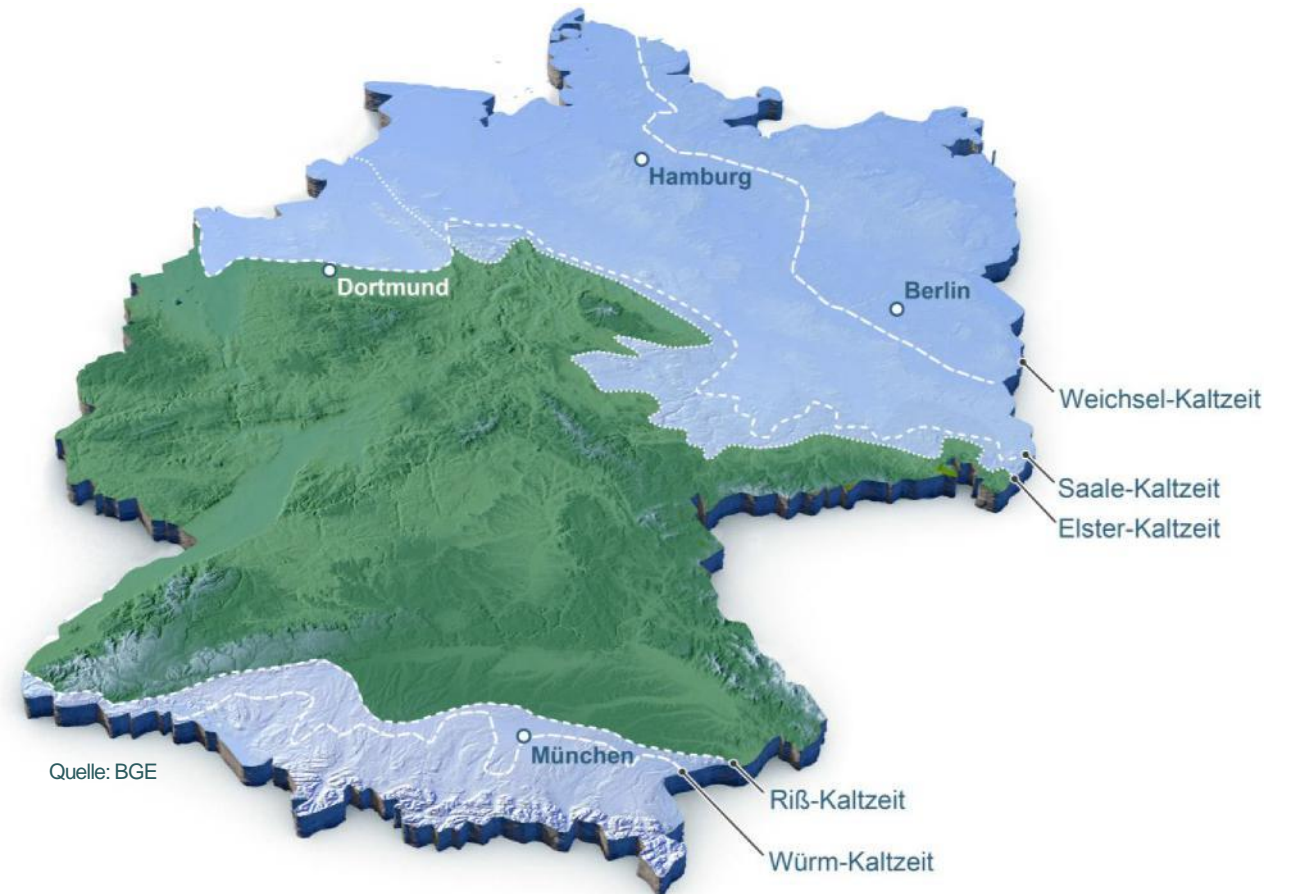 Hamburg
Dortmund
Berlin
Weichsel-Kaltzeit
Saale-Kaltzeit
Elster-Kaltzeit
München
Quelle: BGE
Riß-Kaltzeit
Würm-Kaltzeit